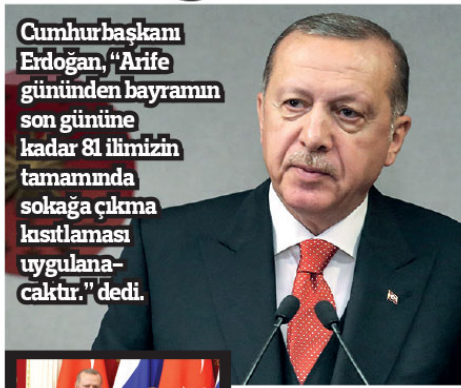 Cumhurbaşkanı
Erdoğan, “Arife
gününden bayramın
son gününe
kadar 81 ilimizin
tamamında
sokağa çıkma
kısıtlaması
uygulana-
caktır.” dedi.